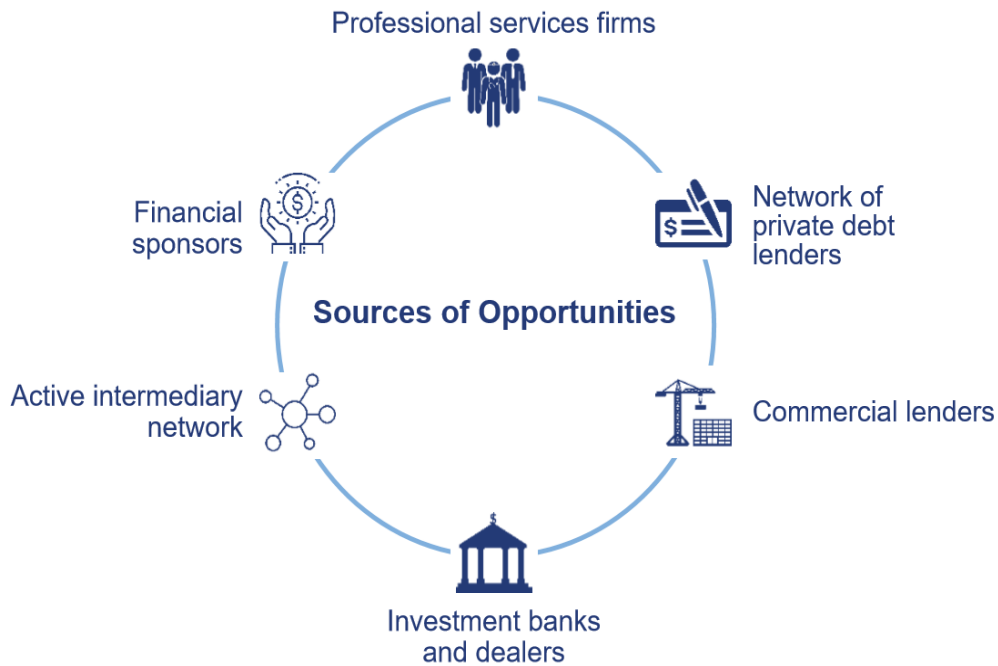 Professional services firms
Financial
sponsors
Network of
private debt
lenders
Sources of Opportunities
Active intermediary
network
Commercial lenders
Investment banks
and dealers
$
$
$